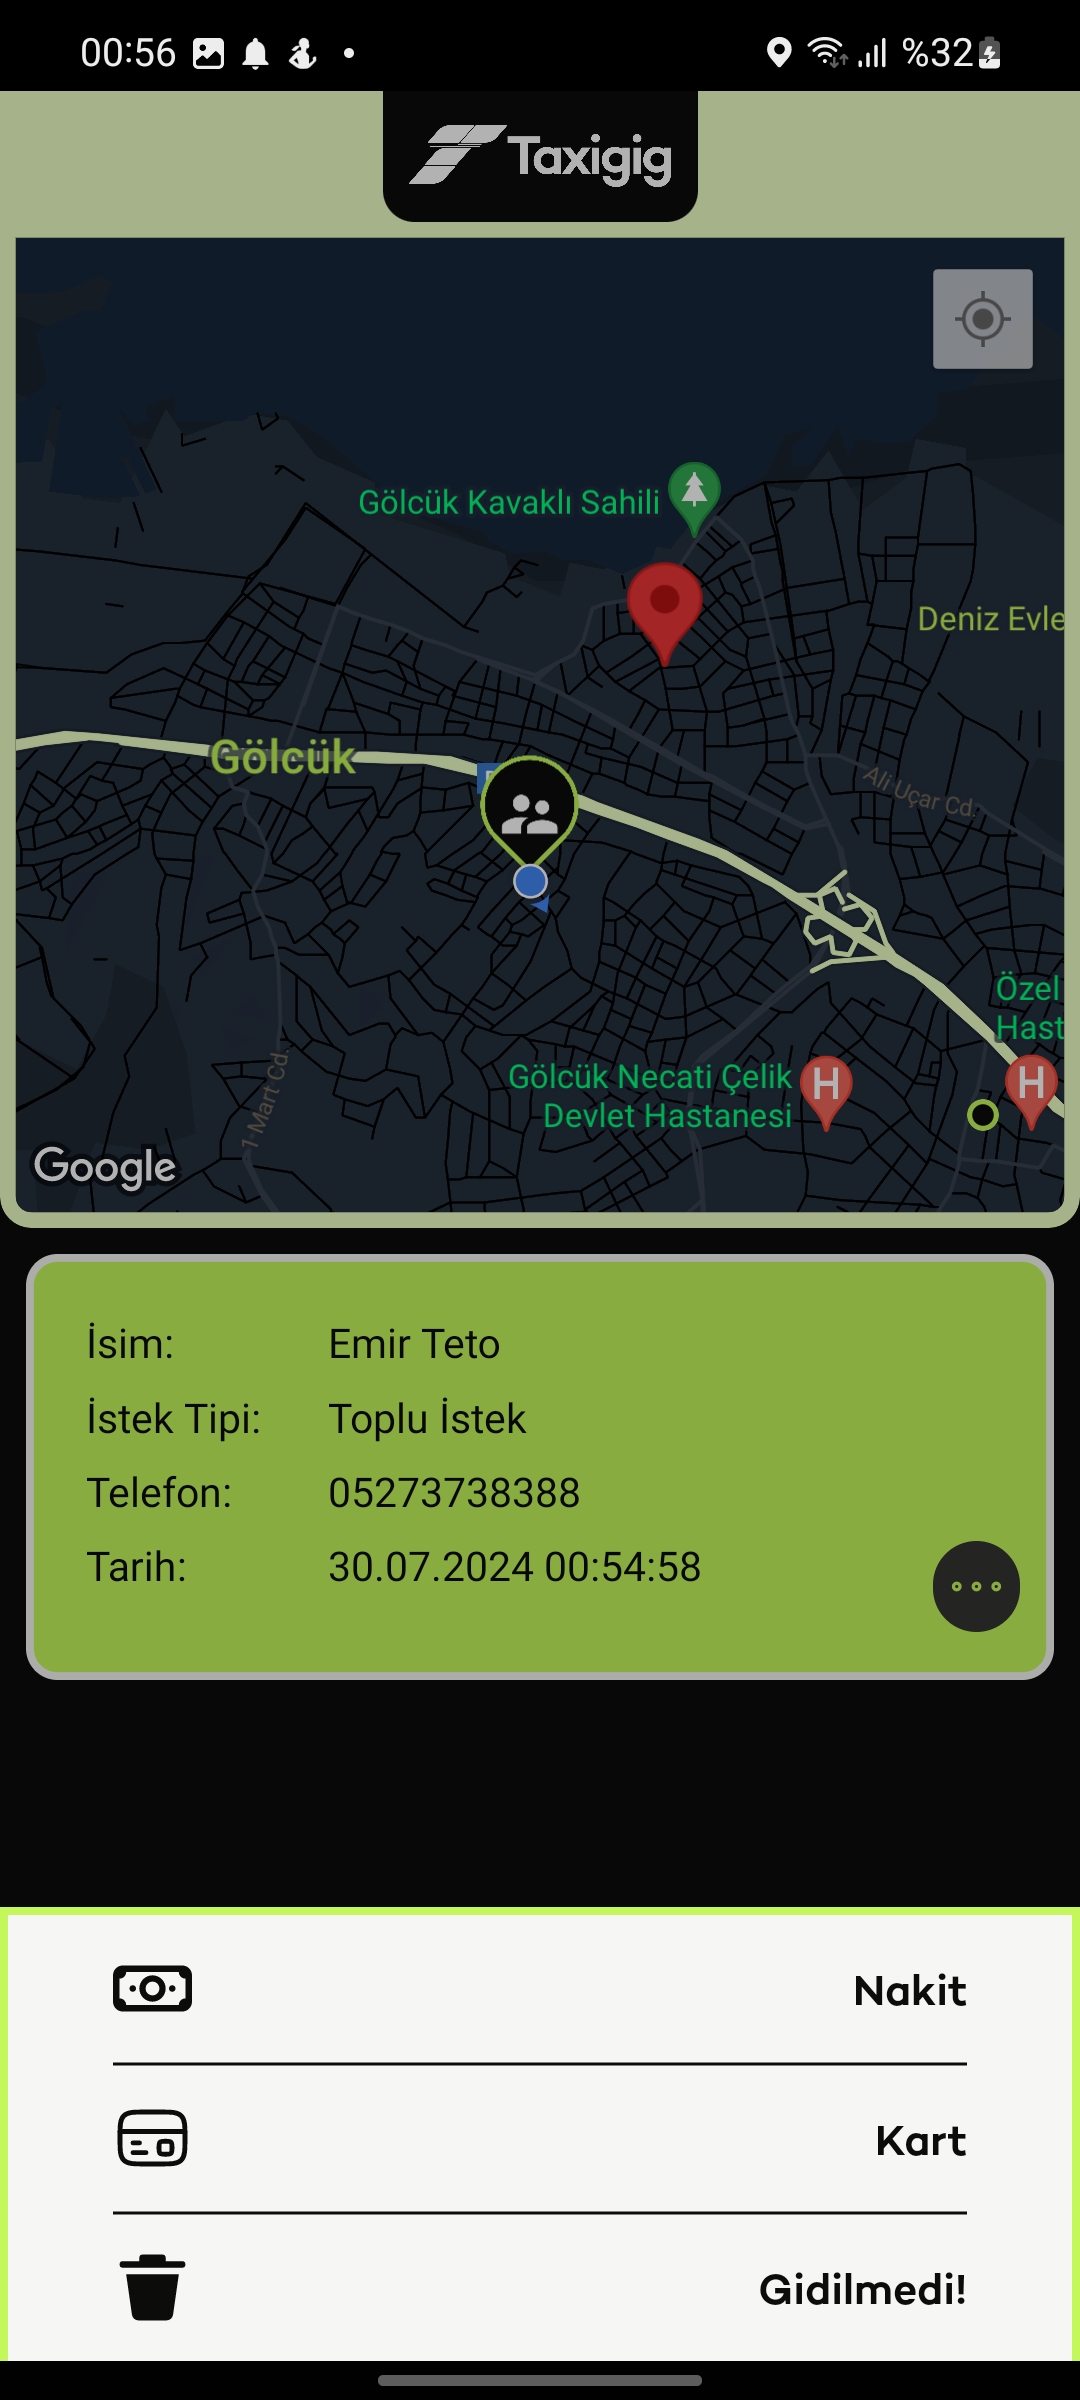 00:56
%32
Taxigig
Gölcük Kavaklı Sahili
Deniz Evle
Gölcük
Ali Uçar Cd.
Özel
Hast
Gölcük Necati Çelik
Devlet Hastanesi
H
H
1 Mart Cd.
Google
İsim: Emir Teto
İstek Tipi: Toplu İstek
Telefon: 05273738388
Tarih: 30.07.2024 00:54:58
Nakit
Kart
Gidilmedi!